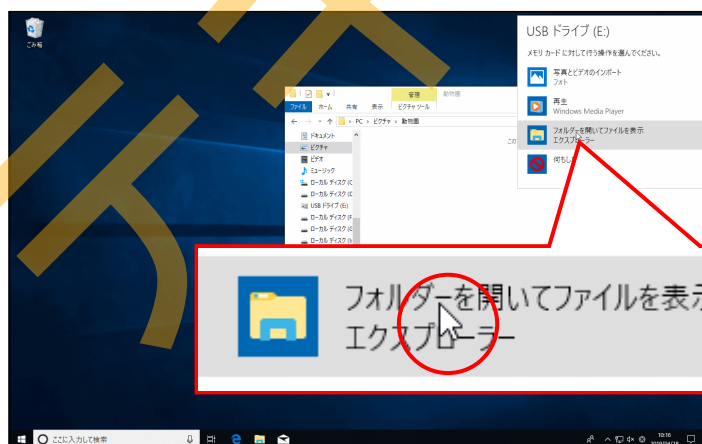 ごみ箱
USB ドライブ (E:)
メモリ カード に対して行う操作を選んでください。
写真とビデオのインポート
フォト
再生
Windows Media Player
フォルダーを開いてファイルを表示
エクスプローラー
何もし
管理
動物園
ファイル ホーム 共有 表示 ピクチャ ツール
PC › ピクチャ › 動物園
この
ドキュメント
ピクチャ
ビデオ
ミュージック
ローカル ディスク (C
ローカル ディスク (D
USB ドライブ (E:)
ローカル ディスク (F
ローカル ディスク (G
ローカル ディスク (H
フォルダーを開いてファイルを表示
エクスプローラー
ここに入力して検索
10:16